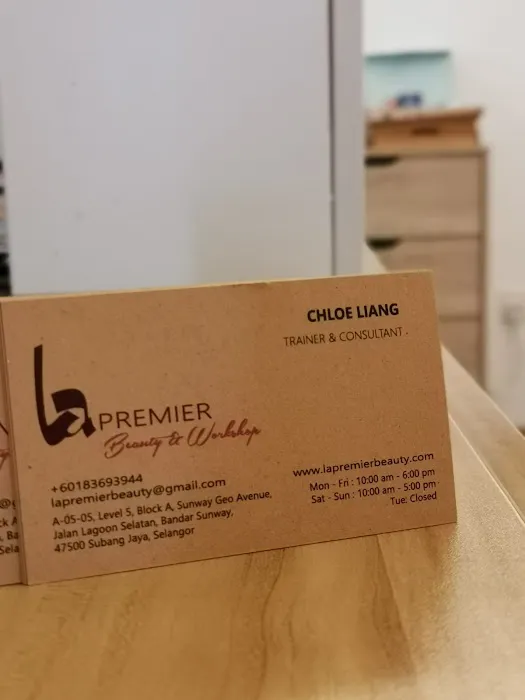 CHLOE LIANG
TRAINER & CONSULTANT
La PREMIER
Beauty & Workshop
+60183693944
lapremierbeauty@gmail.com
A-05-05, Level 5, Block A, Sunway Geo Avenue,
Jalan Lagoon Selatan, Bandar Sunway,
47500 Subang Jaya, Selangor
www.lapremierbeauty.com
Mon - Fri : 10:00 am - 6:00 pm
Sat - Sun : 10:00 am - 5:00 pm
Tue: Closed